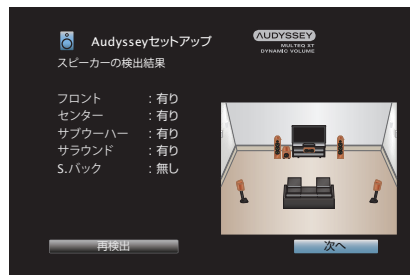 Audysseyセットアップ
AUDYSSEY
MULTEQ XT
DYNAMIC VOLUME
スピーカーの検出結果
フロント : 有り
センター : 有り
サブウーハー : 有り
サラウンド : 有り
S.バック : 無し
再検出
次へ